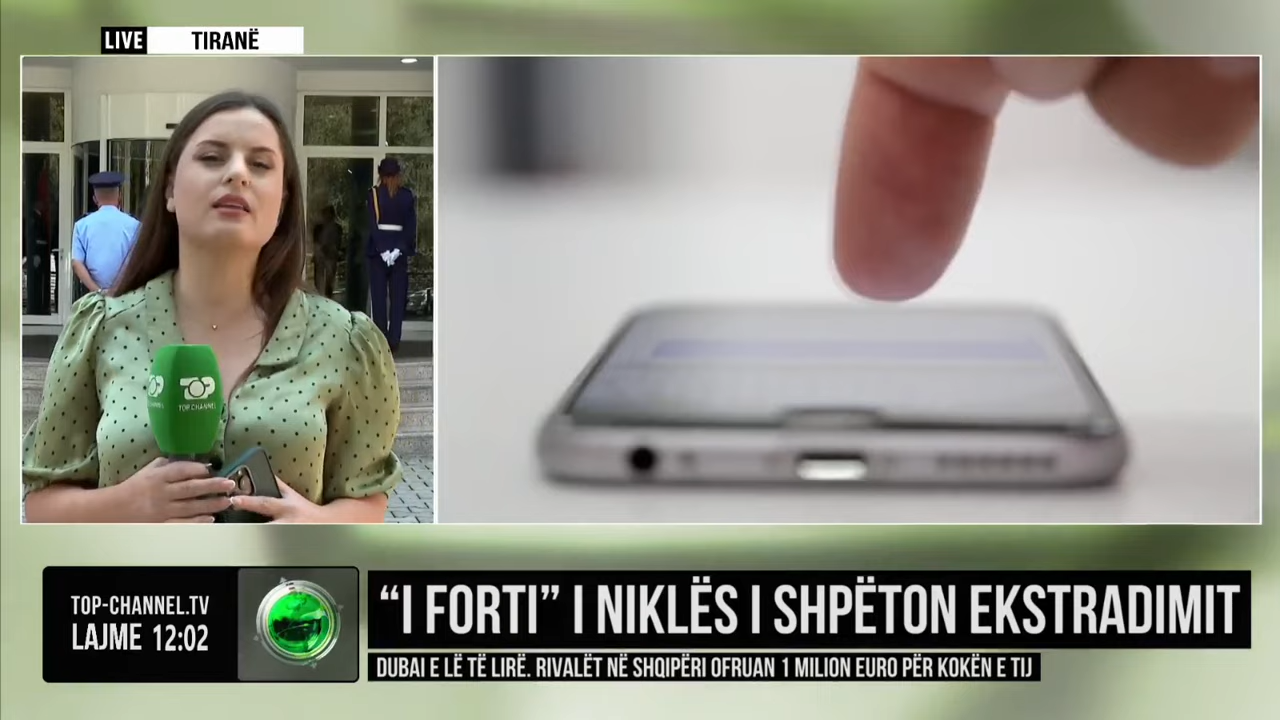 LIVE TIRANË
TOP CHANNEL
TOP-CHANNEL.TV
LAJME 12:02
“I FORTI” I NIKLËS I SHPËTON EKSTRADIMIT
DUBAI E LË TË LIRË. RIVALËT NË SHQIPËRI OFRUAN 1 MILION EURO PËR KOKËN E TIJ